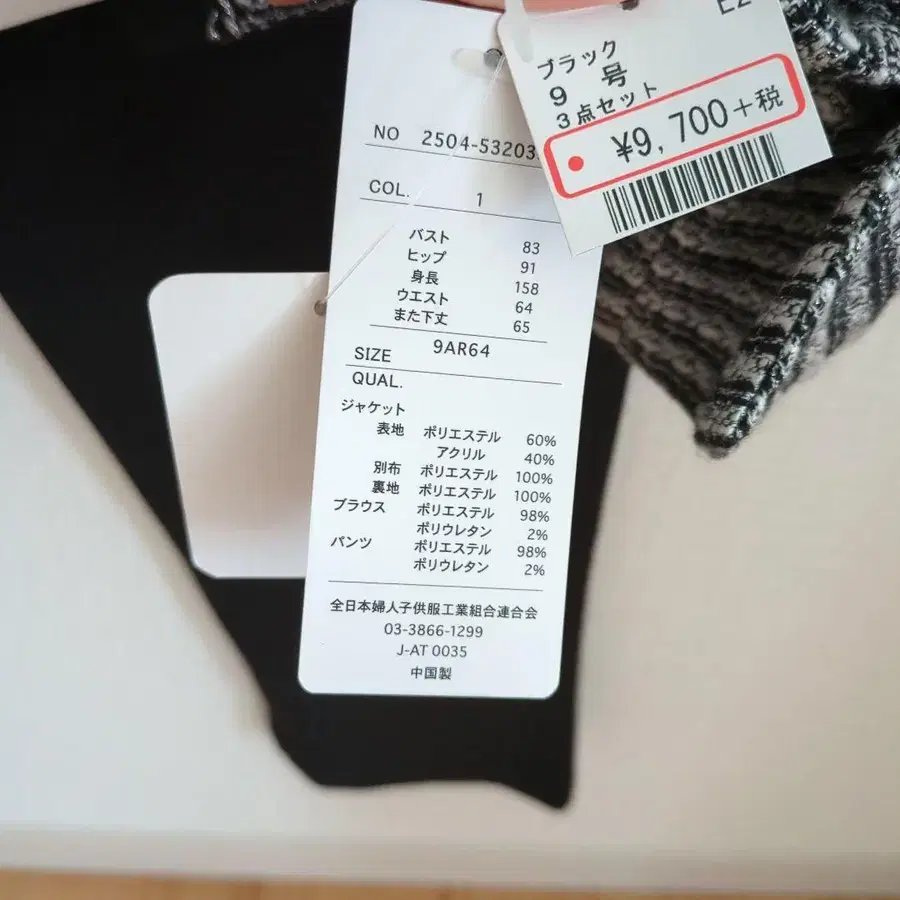 ブラック
9 号
3点セット
¥9,700+税
NO 2504-53203
COL. 1
バスト 83
ヒップ 91
身長 158
ウエスト 64
また下丈 65
SIZE 9AR64
QUAL.
ジャケット
表地 ポリエステル 60%
アクリル 40%
別布 ポリエステル 100%
裏地 ポリエステル 100%
ブラウス ポリエステル 98%
ポリウレタン 2%
パンツ ポリエステル 98%
ポリウレタン 2%
全日本婦人子供服工業組合連合会
03-3866-1299
J-AT 0035
中国製